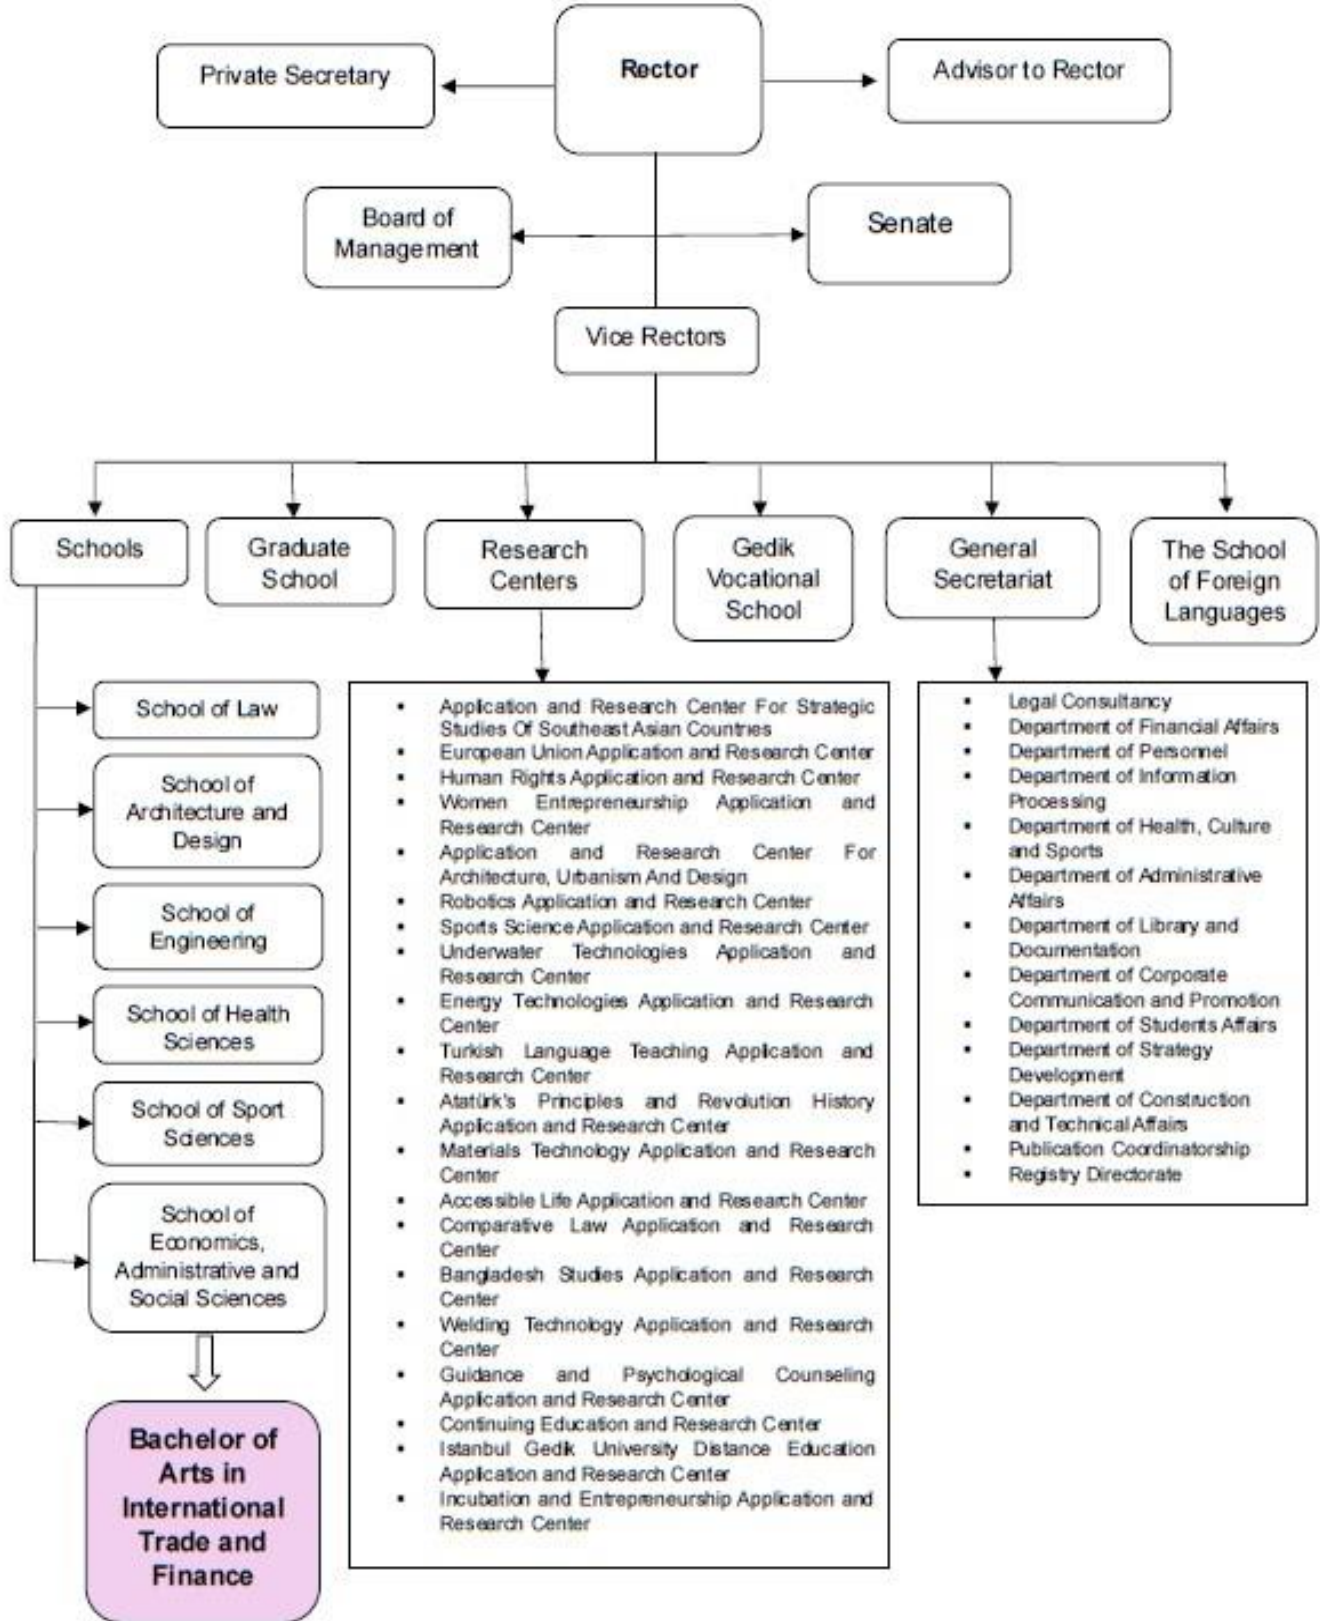 Private Secretary
Rector
Advisor to Rector
Board of
Management
Senate
Vice Rectors
Schools
Graduate
School
Research
Centers
Gedik
Vocational
School
General
Secretariat
The School
of Foreign
Languages
School of Law
School of
Architecture and
Design
School of
Engineering
School of Health
Sciences
School of Sport
Sciences
School of
Economics,
Administrative and
Social Sciences
Bachelor of
Arts in
International
Trade and
Finance
▪ Application and Research Center For Strategic
Studies Of Southeast Asian Countries
▪ European Union Application and Research Center
▪ Human Rights Application and Research Center
▪ Women Entrepreneurship Application and
Research Center
▪ Application and Research Center For
Architecture, Urbanism And Design
▪ Robotics Application and Research Center
▪ Sports Science Application and Research Center
▪ Underwater Technologies Application and
Research Center
▪ Energy Technologies Application and Research
Center
▪ Turkish Language Teaching Application and
Research Center
▪ Atatürk's Principles and Revolution History
Application and Research Center
▪ Materials Technology Application and Research
Center
▪ Accessible Life Application and Research Center
▪ Comparative Law Application and Research
Center
▪ Bangladesh Studies Application and Research
Center
▪ Welding Technology Application and Research
Center
▪ Guidance and Psychological Counseling
Application and Research Center
▪ Continuing Education and Research Center
▪ Istanbul Gedik University Distance Education
Application and Research Center
▪ Incubation and Entrepreneurship Application and
Research Center
▪ Legal Consultancy
▪ Department of Financial Affairs
▪ Department of Personnel
▪ Department of Information
Processing
▪ Department of Health, Culture
and Sports
▪ Department of Administrative
Affairs
▪ Department of Library and
Documentation
▪ Department of Corporate
Communication and Promotion
▪ Department of Students Affairs
▪ Department of Strategy
Development
▪ Department of Construction
and Technical Affairs
▪ Publication Coordinatorship
▪ Registry Directorate